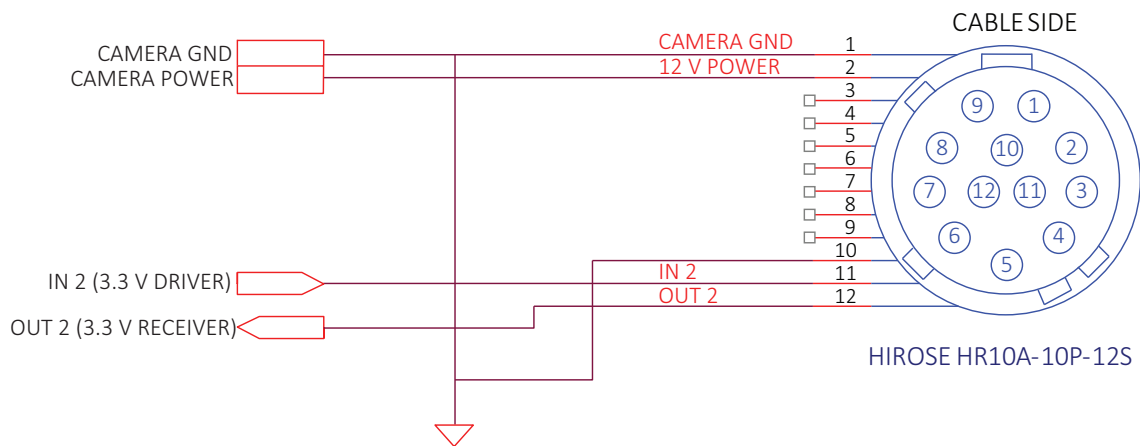 CABLE SIDE
CAMERA GND
CAMERA GND 1
CAMERA POWER
12 V POWER 2
3
4
5
6
7
8
9
10
IN 2 (3.3 V DRIVER)
IN 2 11
OUT 2 12
OUT 2 (3.3 V RECEIVER)
9 1
8 10 2
7 12 11 3
6 4
5
HIROSE HR10A-10P-12S